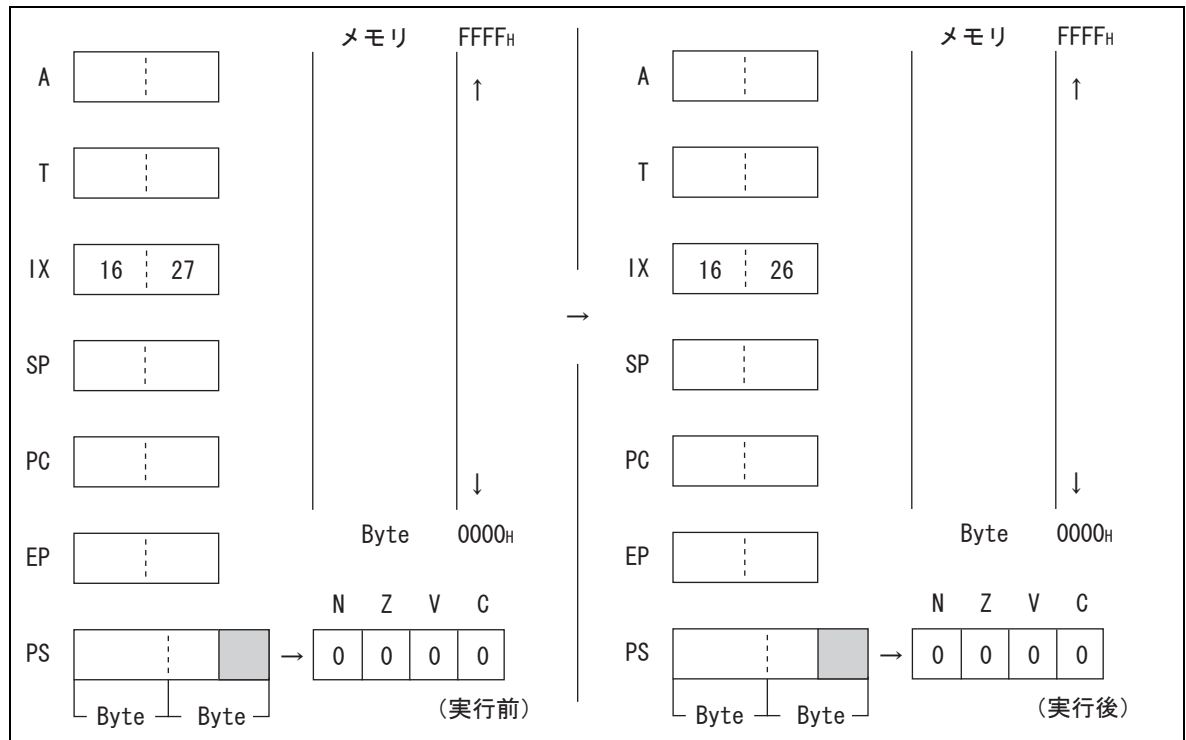 メモリ FFFFH
A ↑
T
IX 16 27
SP
PC
↓
Byte 0000H
EP
N Z V C
PS → 0 0 0 0
Byte Byte (実行前)
→
メモリ FFFFH
A ↑
T
IX 16 26
SP
PC
↓
Byte 0000H
EP
N Z V C
PS → 0 0 0 0
Byte Byte (実行後)